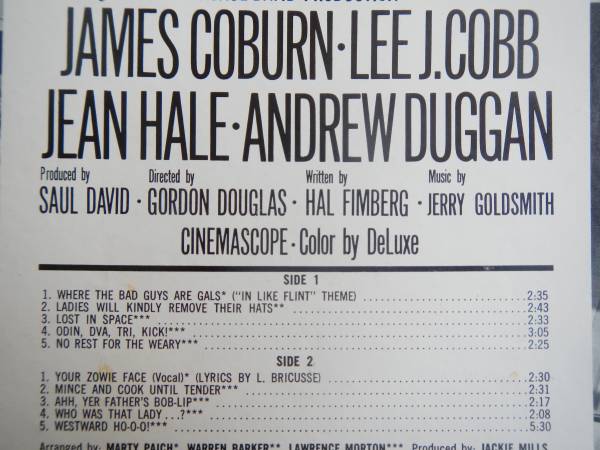 JAMES COBURN · LEE J. COBB
JEAN HALE · ANDREW DUGGAN
Produced by Directed by Written by Music by
SAUL DAVID · GORDON DOUGLAS · HAL FIMBERG · JERRY GOLDSMITH
CINEMASCOPE · Color by DeLuxe
SIDE 1
1. WHERE THE BAD GUYS ARE GALS* ("IN LIKE FLINT" THEME) 2:35
2. LADIES WILL KINDLY REMOVE THEIR HATS** 2:43
3. LOST IN SPACE*** 2:33
4. ODIN, DVA, TRI, KICK!*** 3:05
5. NO REST FOR THE WEARY*** 2:25
SIDE 2
1. YOUR ZOWIE FACE (Vocal)* (LYRICS BY L. BRICUSSE) 2:30
2. MINCE AND COOK UNTIL TENDER*** 2:31
3. AHH, YER FATHER'S BOB-LIP*** 2:17
4. WHO WAS THAT LADY. . .?*** 2:08
5. WESTWARD HO-O-O!*** 5:30
Arranged by: MARTY PAICH* WARREN BARKER** LAWRENCE MORTON*** Produced by: JACKIE MILLS